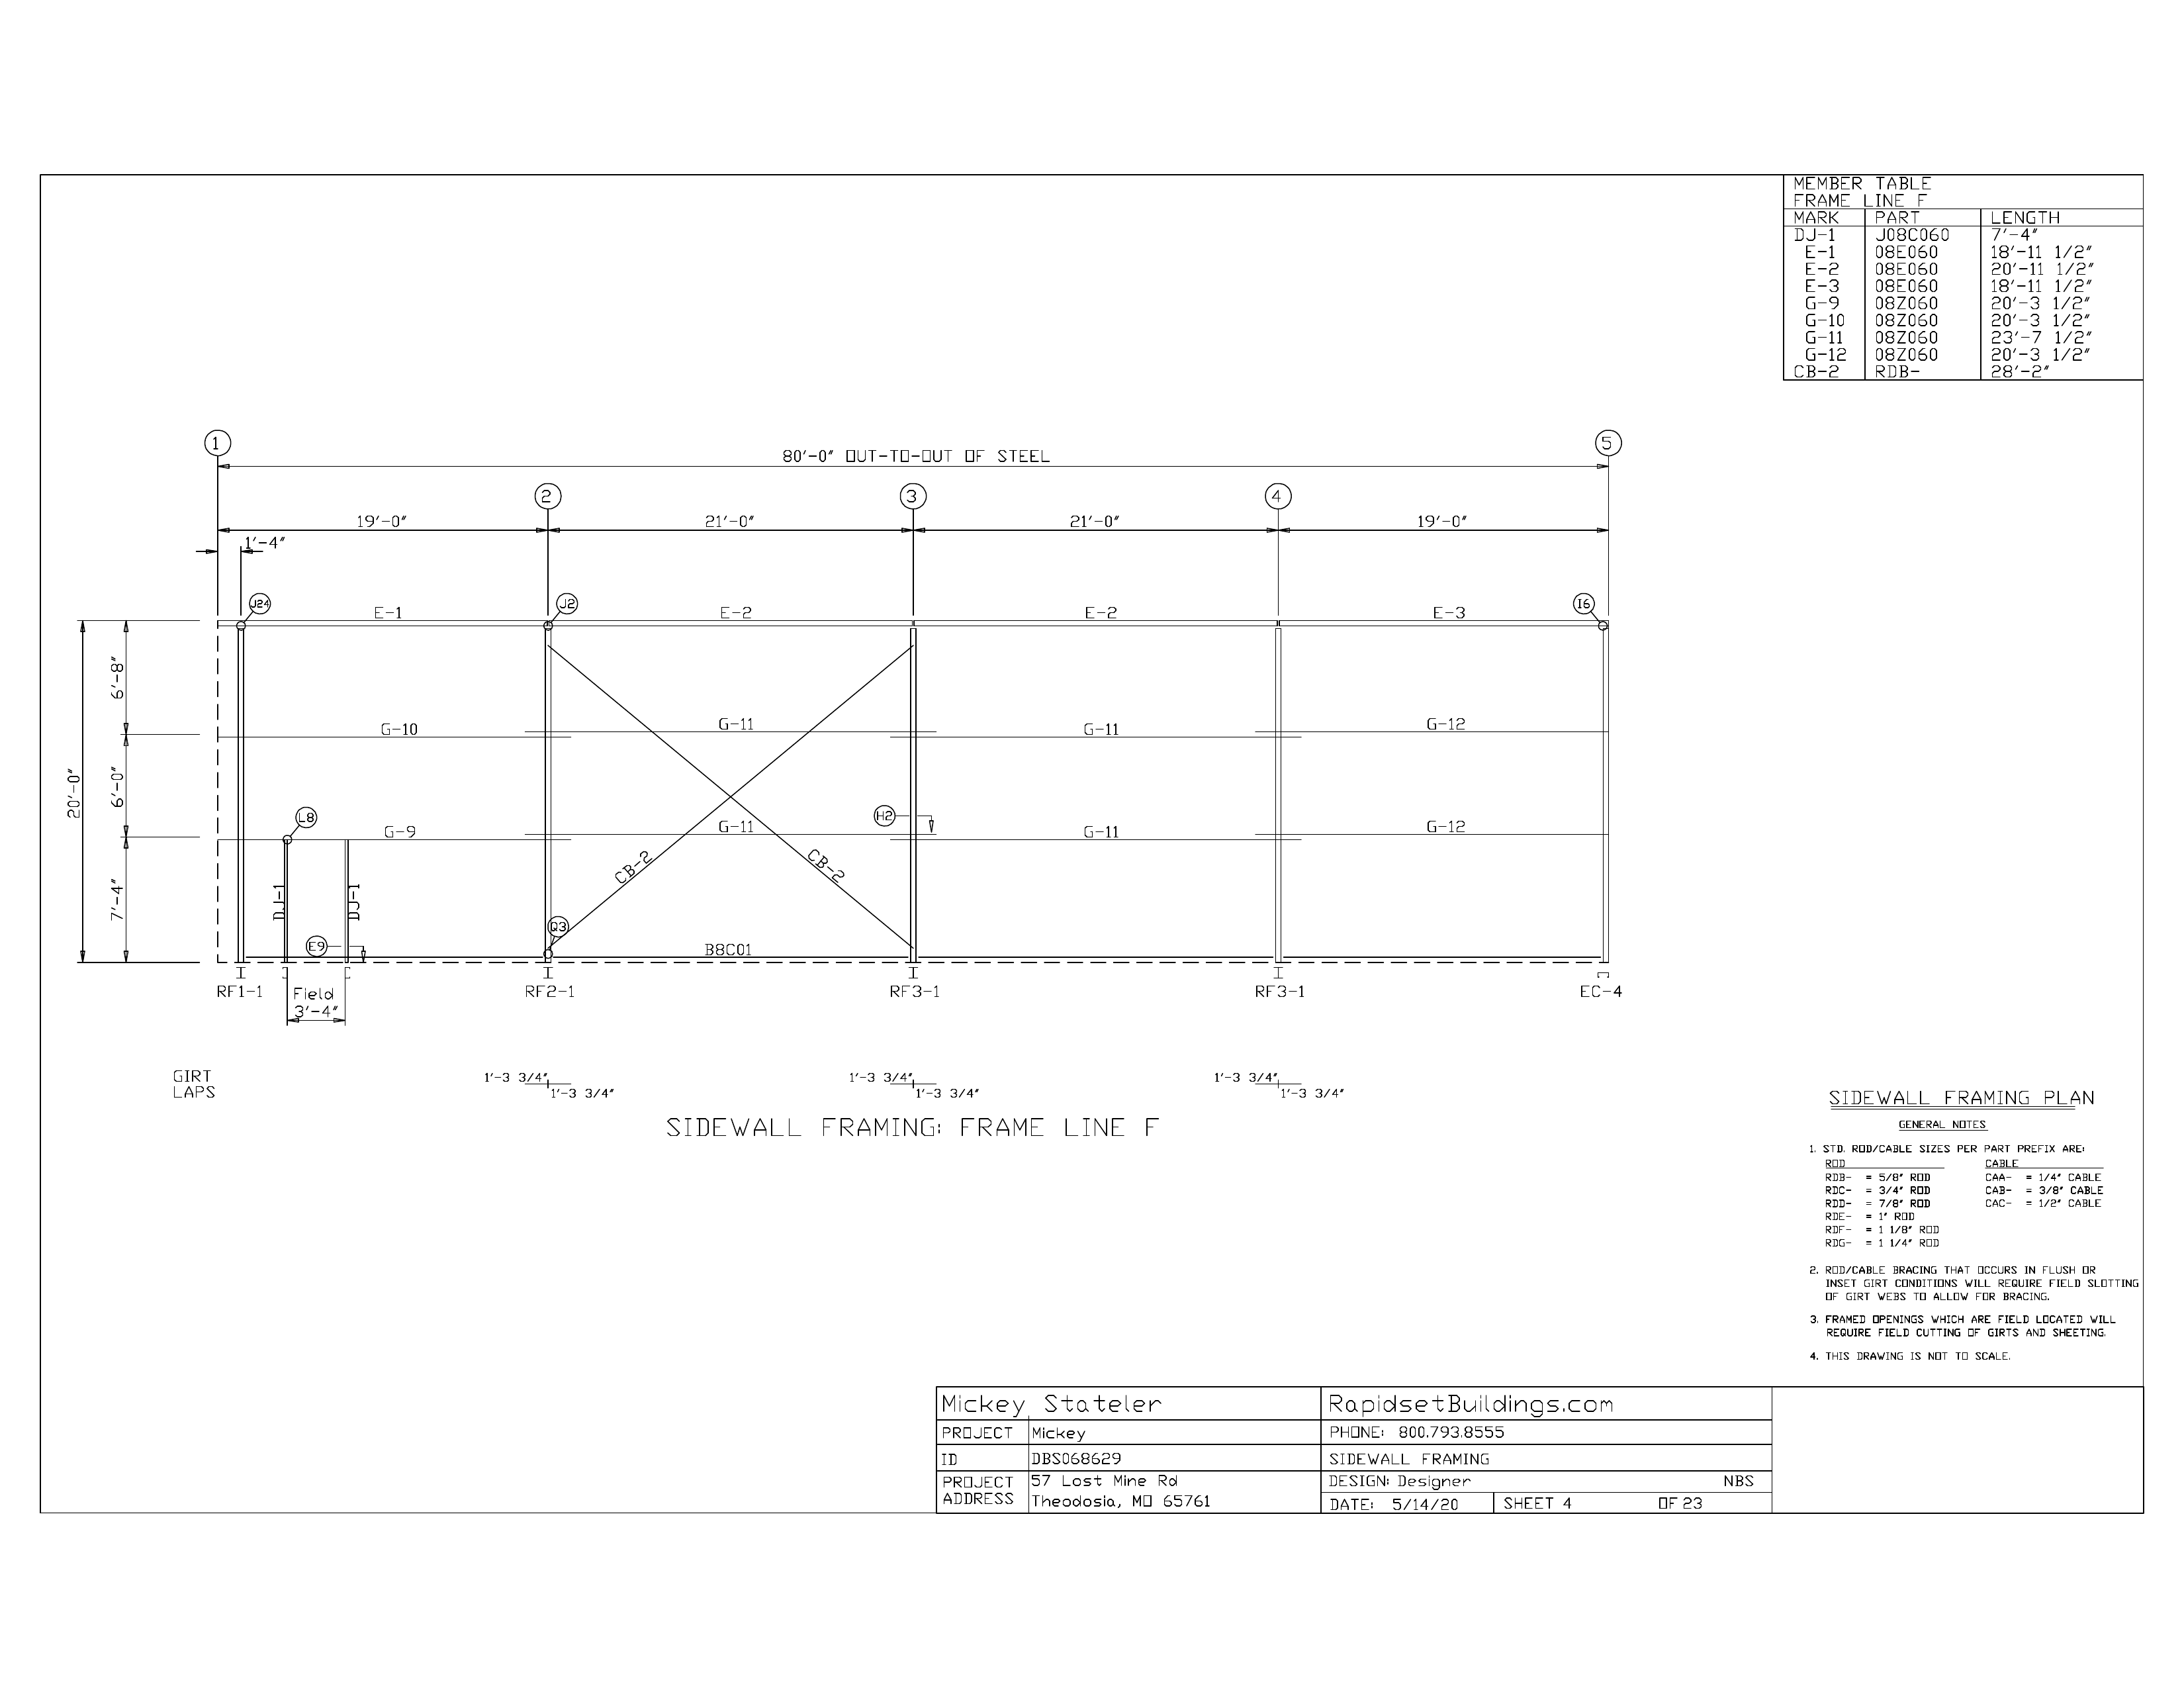 MEMBER TABLE
FRAME LINE F
MARK PART LENGTH
DJ-1 J08C060 7'-4"
E-1 08E060 18'-11 1/2"
E-2 08E060 20'-11 1/2"
E-3 08E060 18'-11 1/2"
G-9 08Z060 20'-3 1/2"
G-10 08Z060 20'-3 1/2"
G-11 08Z060 23'-7 1/2"
G-12 08Z060 20'-3 1/2"
CB-2 RDB- 28'-2"
1 5
80'-0" OUT-TO-OUT OF STEEL
2 3 4
19'-0" 21'-0" 21'-0" 19'-0"
1'-4"
J24 J2 I6
E-1 E-2 E-2 E-3
6'-8"
G-10 G-11 G-11 G-12
20'-0"
6'-0"
L8 H2
G-9 G-11 G-11 G-12
CB-2 CB-2
7'-4"
DJ-1 DJ-1
Q3
E9
B8C01
RF1-1 RF2-1 RF3-1 RF3-1 EC-4
Field
3'-4"
GIRT
LAPS
1'-3 3/4" 1'-3 3/4" 1'-3 3/4"
1'-3 3/4" 1'-3 3/4" 1'-3 3/4"
SIDEWALL FRAMING: FRAME LINE F
SIDEWALL FRAMING PLAN
GENERAL NOTES
1. STD. ROD/CABLE SIZES PER PART PREFIX ARE:
ROD CABLE
RDB- = 5/8" ROD CAA- = 1/4" CABLE
RDC- = 3/4" ROD CAB- = 3/8" CABLE
RDD- = 7/8" ROD CAC- = 1/2" CABLE
RDE- = 1" ROD
RDF- = 1 1/8" ROD
RDG- = 1 1/4" ROD
2. ROD/CABLE BRACING THAT OCCURS IN FLUSH OR
INSET GIRT CONDITIONS WILL REQUIRE FIELD SLOTTING
OF GIRT WEBS TO ALLOW FOR BRACING.
3. FRAMED OPENINGS WHICH ARE FIELD LOCATED WILL
REQUIRE FIELD CUTTING OF GIRTS AND SHEETING.
4. THIS DRAWING IS NOT TO SCALE.
Mickey Stateler RapidsetBuildings.com
PROJECT Mickey PHONE: 800.793.8555
ID DBS068629 SIDEWALL FRAMING
PROJECT 57 Lost Mine Rd DESIGN: Designer NBS
ADDRESS Theodosia, MO 65761 DATE: 5/14/20 SHEET 4 OF 23